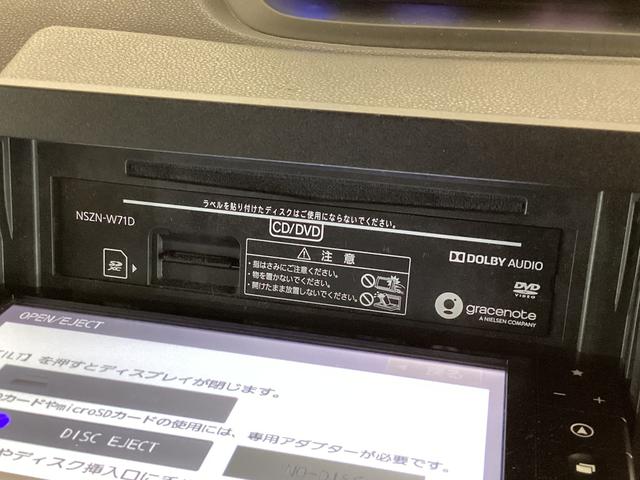 ラベルを貼り付けたディスクはご使用にならないでください。
NSZN-W71D
CD/DVD
注意
・指はさみにご注意ください。
・物を置かないでください。
・開けたまま放置しないでください。
SD XC
DOLBY AUDIO
DVD VIDEO
gracenote
A NIELSEN COMPANY
OPEN/EJECT
TILT】を押すとディスプレイが閉じます。
DカードやmicroSDカードの使用には、専用アダプターが必要です。
DISC EJECT
NO-DISC
やディスク挿入口に